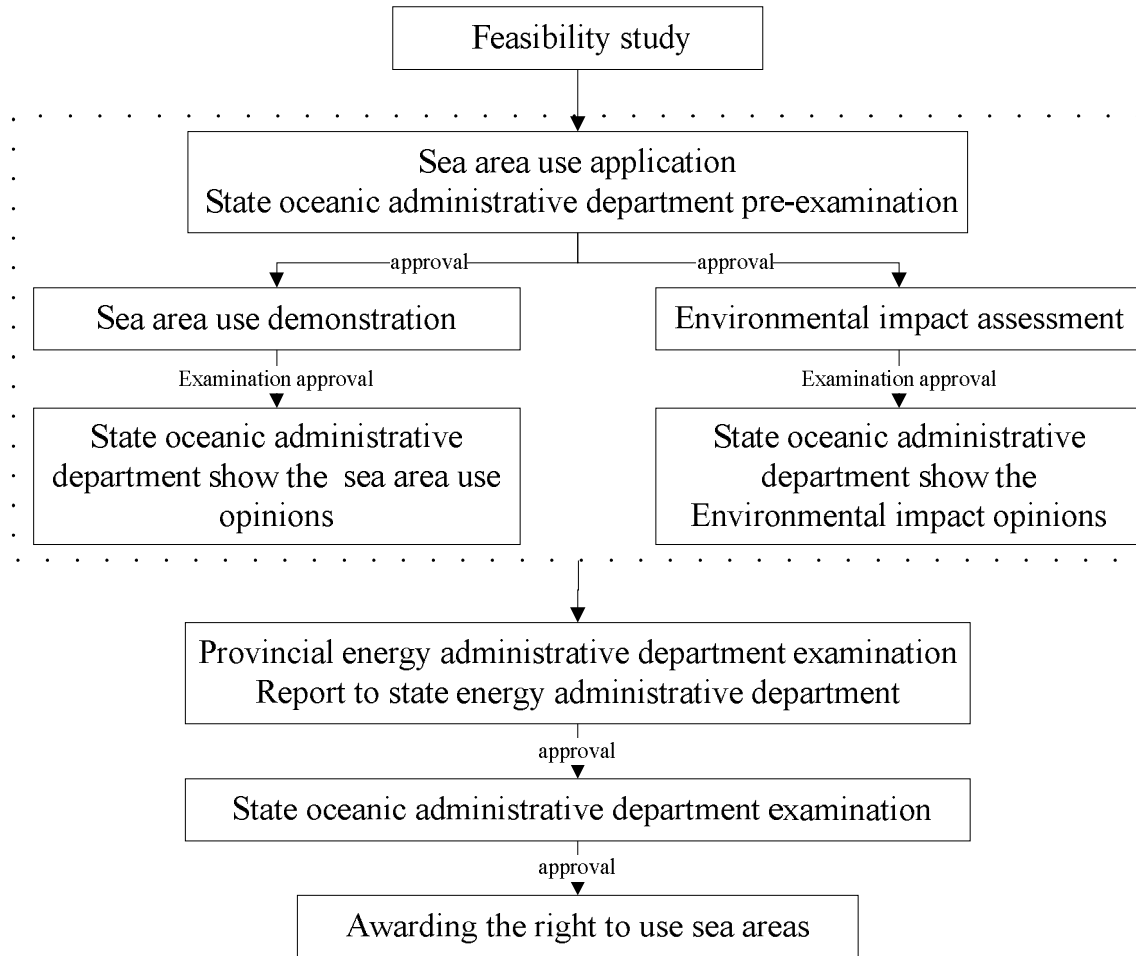 Feasibility study
Sea area use application
State oceanic administrative department pre-examination
approval
approval
Sea area use demonstration
Environmental impact assessment
Examination approval
Examination approval
State oceanic administrative
department show the sea area use
opinions
State oceanic administrative
department show the
Environmental impact opinions
Provincial energy administrative department examination
Report to state energy administrative department
approval
State oceanic administrative department examination
approval
Awarding the right to use sea areas